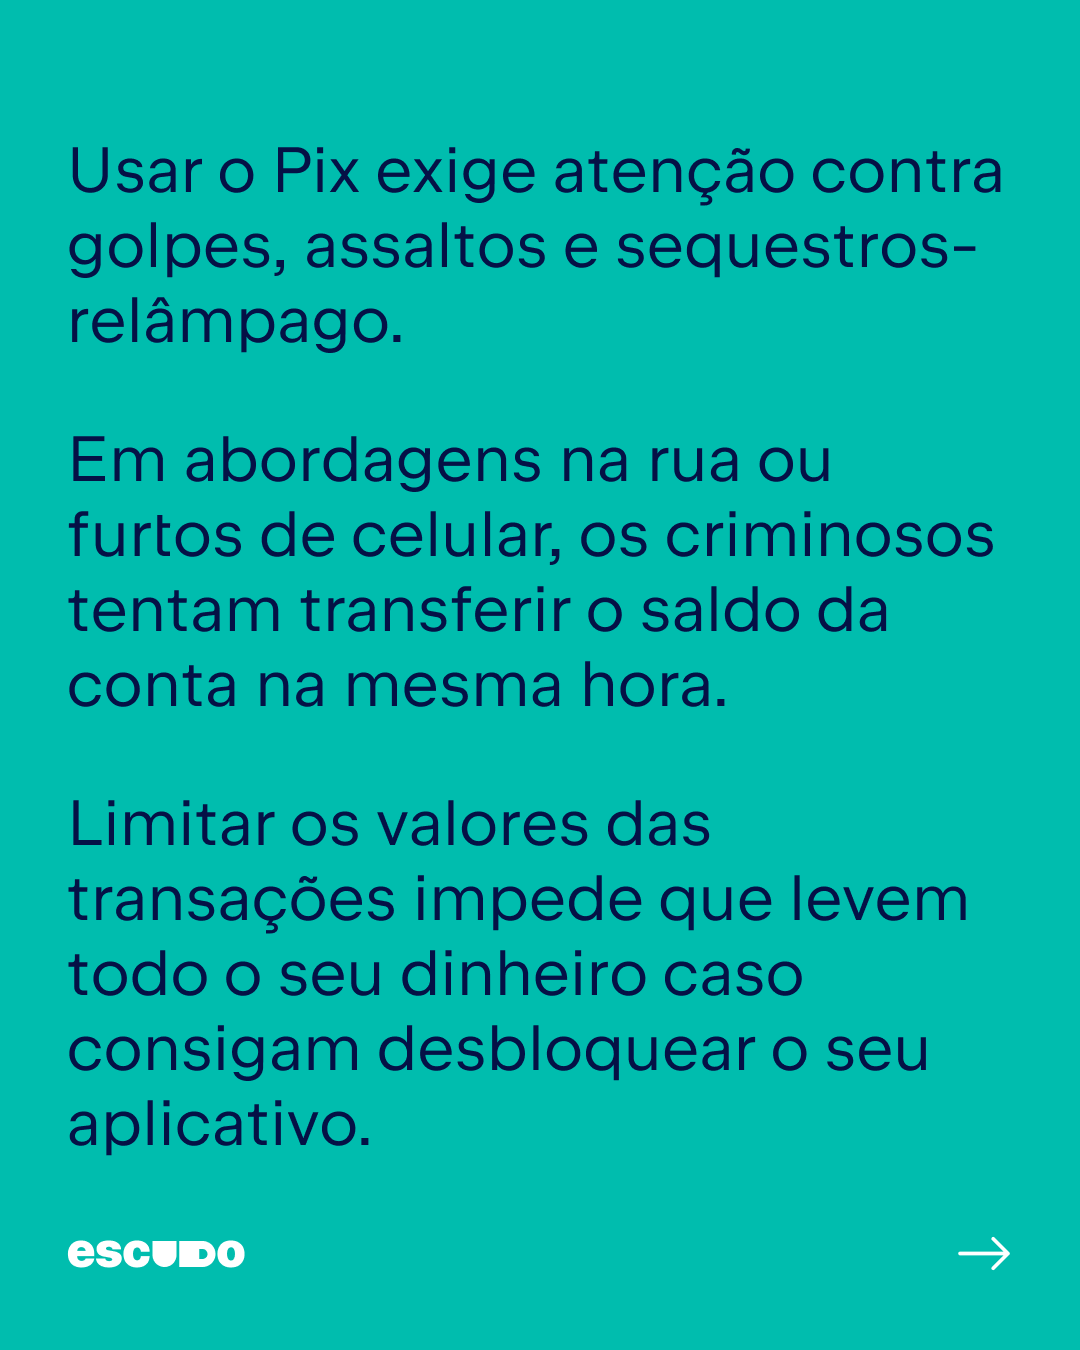 Usar o Pix exige atenção contra
golpes, assaltos e sequestros-
relâmpago.
Em abordagens na rua ou
furtos de celular, os criminosos
tentam transferir o saldo da
conta na mesma hora.
Limitar os valores das
transações impede que levem
todo o seu dinheiro caso
consigam desbloquear o seu
aplicativo.
escudo